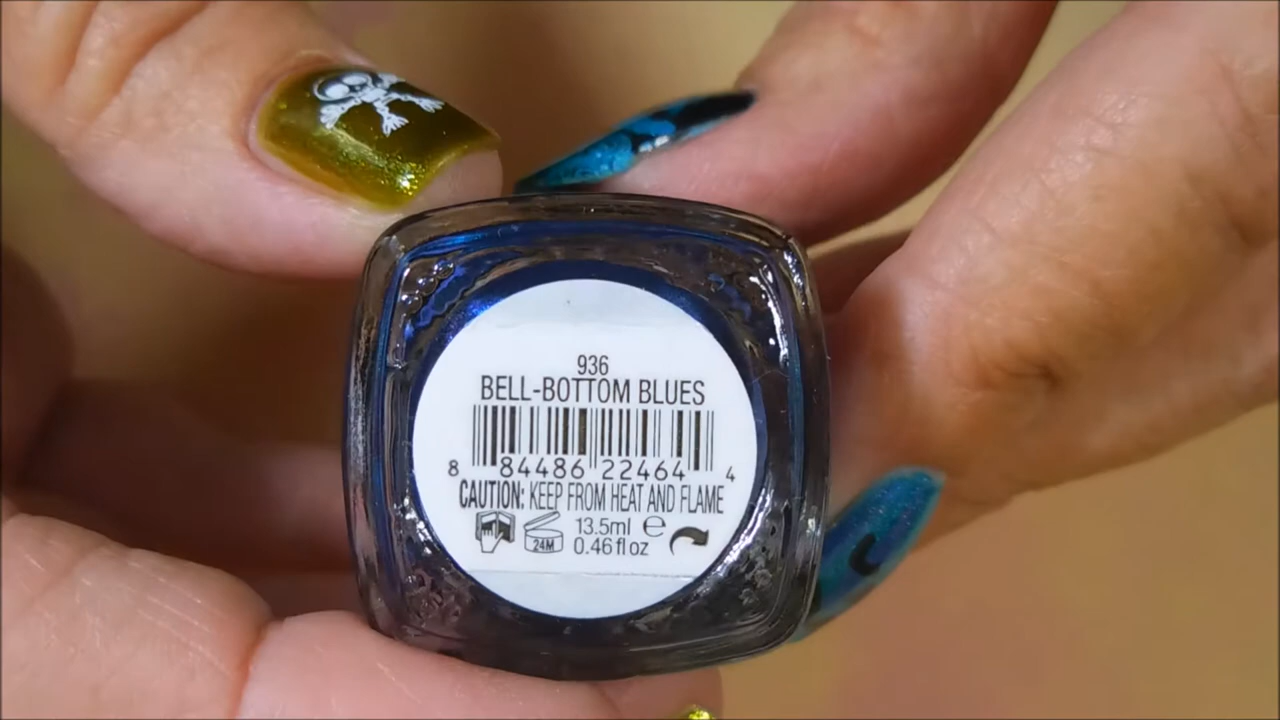 936
BELL-BOTTOM BLUES
8 84486 22464 4
CAUTION: KEEP FROM HEAT AND FLAME
24M 13.5ml e
0.46 fl oz